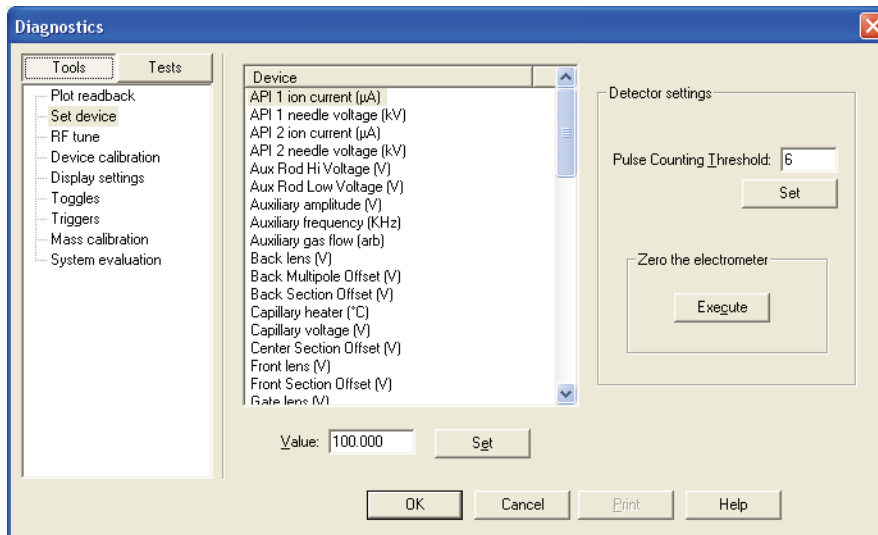 Diagnostics
Tools
Tests
Plot readback
Set device
RF tune
Device calibration
Display settings
Toggles
Triggers
Mass calibration
System evaluation
Device
API 1 ion current (µA)
API 1 needle voltage (kV)
API 2 ion current (µA)
API 2 needle voltage (kV)
Aux Rod Hi Voltage (V)
Aux Rod Low Voltage (V)
Auxiliary amplitude (V)
Auxiliary frequency (KHz)
Auxiliary gas flow (arb)
Back lens (V)
Back Multipole Offset (V)
Back Section Offset (V)
Capillary heater (°C)
Capillary voltage (V)
Center Section Offset (V)
Front lens (V)
Front Section Offset (V)
Gate lens (V)
Value: 100.000
Set
Detector settings
Pulse Counting Threshold: 6
Set
Zero the electrometer
Execute
OK
Cancel
Print
Help